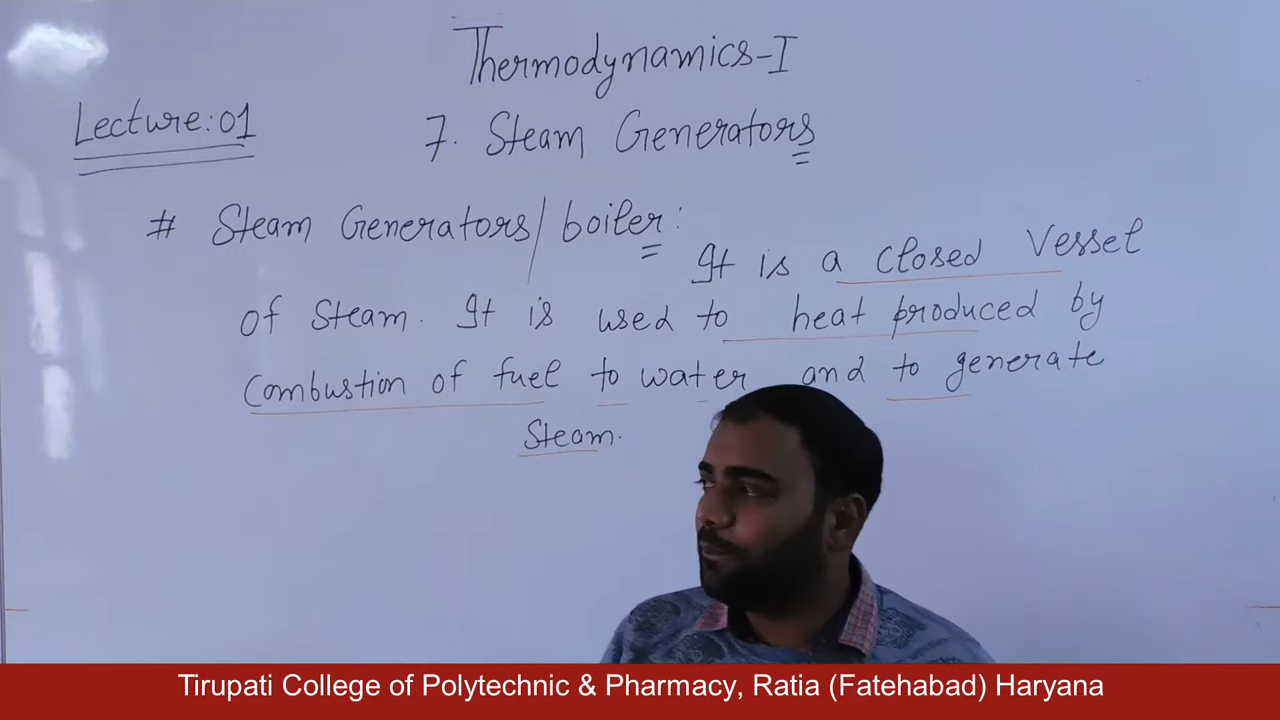 Thermodynamics-I
Lecture: 01
7. Steam Generators
# Steam Generators/boiler:
It is a closed Vessel
of Steam. It is used to heat produced by
Combustion of fuel to water and to generate
Steam.
Tirupati College of Polytechnic & Pharmacy, Ratia (Fatehabad) Haryana